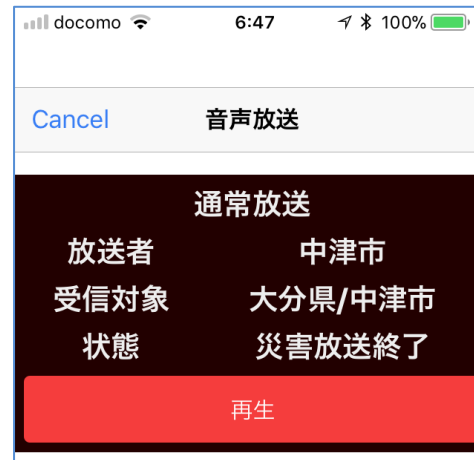 docomo 6:47 100%
Cancel 音声放送
通常放送
放送者 中津市
受信対象 大分県/中津市
状態 災害放送終了
再生